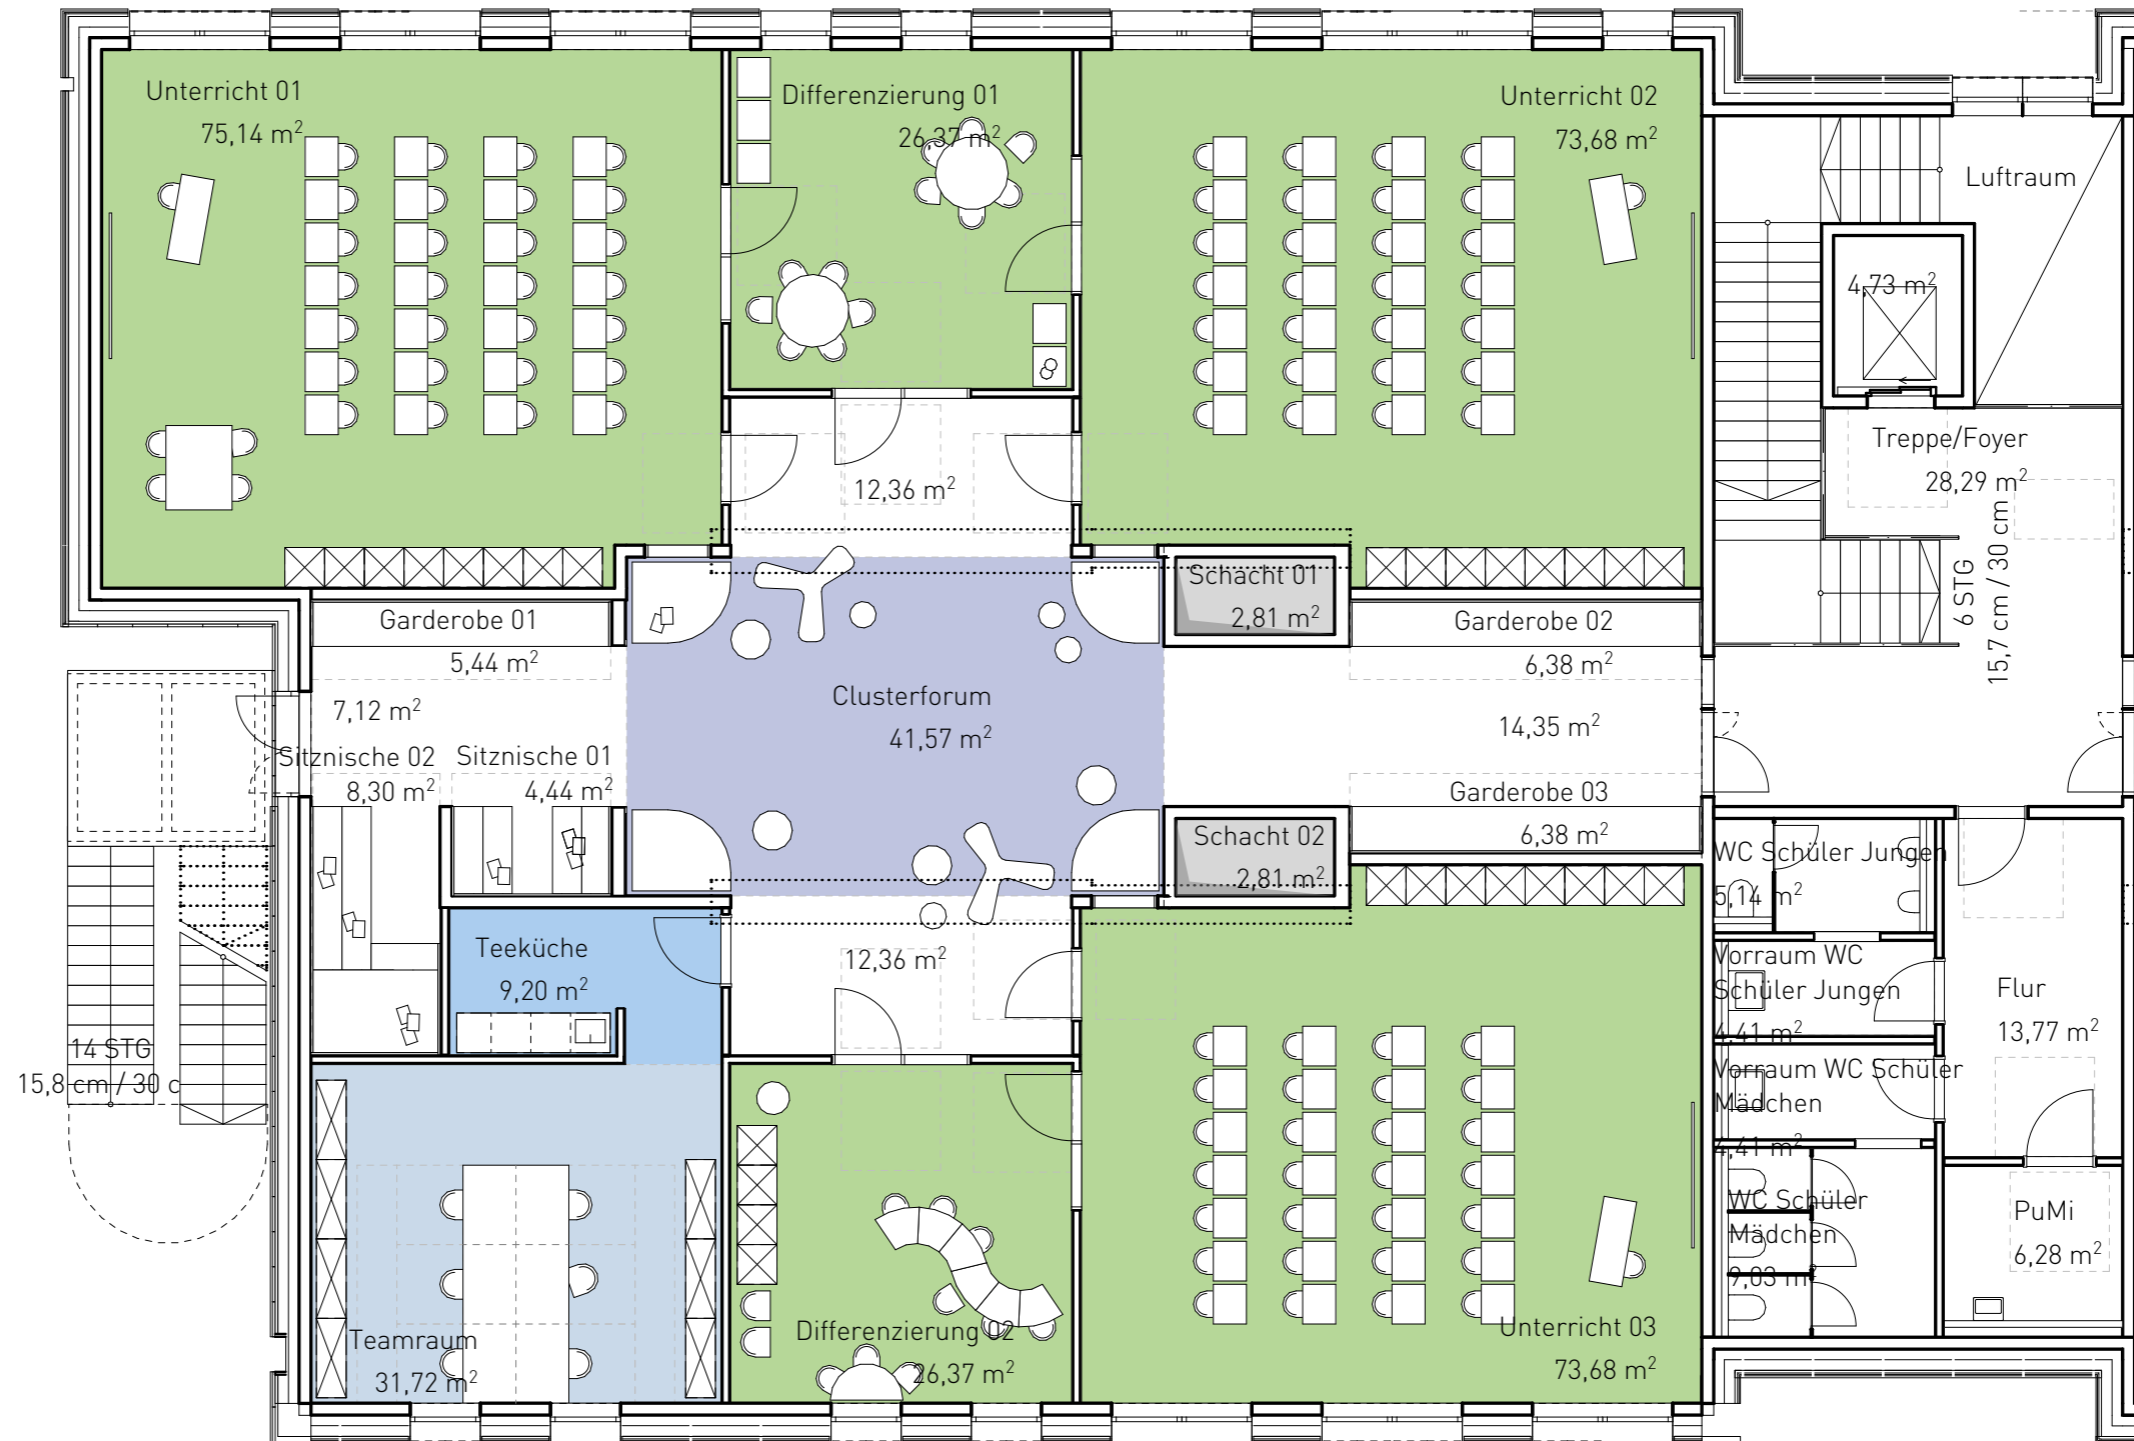 Unterricht 01
75,14 m²
Differenzierung 01
26,37 m²
Unterricht 02
73,68 m²
Luftraum
4,73 m²
Treppe/Foyer
28,29 m²
6 STG
15,7 cm / 30 cm
12,36 m²
Schacht 01
2,81 m²
Garderobe 01
5,44 m²
Garderobe 02
6,38 m²
7,12 m²
Clusterforum
41,57 m²
14,35 m²
Sitznische 02
8,30 m²
Sitznische 01
4,44 m²
Garderobe 03
6,38 m²
Schacht 02
2,81 m²
WC Schüler Jungen
5,14 m²
Teeküche
9,20 m²
12,36 m²
Vorraum WC
Schüler Jungen
4,41 m²
Flur
13,77 m²
14 STG
15,8 cm / 30 c
Vorraum WC Schüler
Mädchen
4,41 m²
WC Schüler
Mädchen
9,03 m²
PuMi
6,28 m²
Teamraum
31,72 m²
Differenzierung 02
26,37 m²
Unterricht 03
73,68 m²